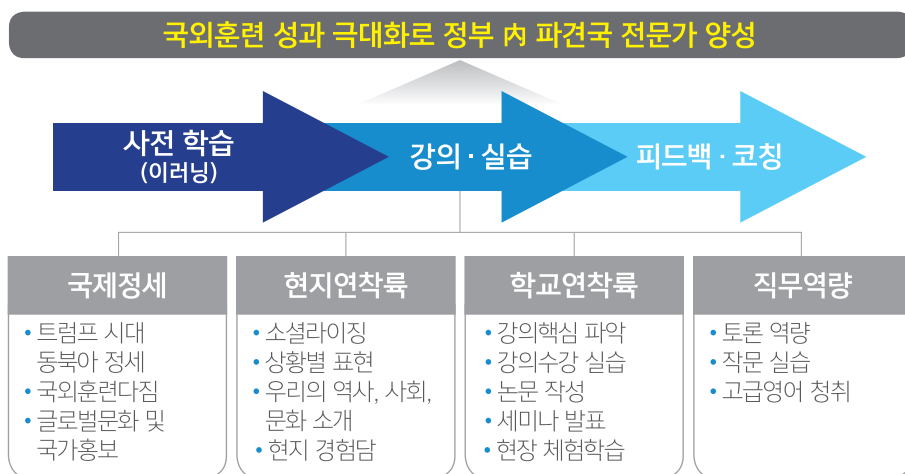 국외훈련 성과 극대화로 정부 內 파견국 전문가 양성
사전 학습
(이러닝)
강의 · 실습
피드백 · 코칭
국제정세
• 트럼프 시대
동북아 정세
• 국외훈련다짐
• 글로벌문화 및
국가홍보
현지연착륙
• 소셜라이징
• 상황별 표현
• 우리의 역사, 사회,
문화 소개
• 현지 경험담
학교연착륙
• 강의핵심 파악
• 강의수강 실습
• 논문 작성
• 세미나 발표
• 현장 체험학습
직무역량
• 토론 역량
• 작문 실습
• 고급영어 청취